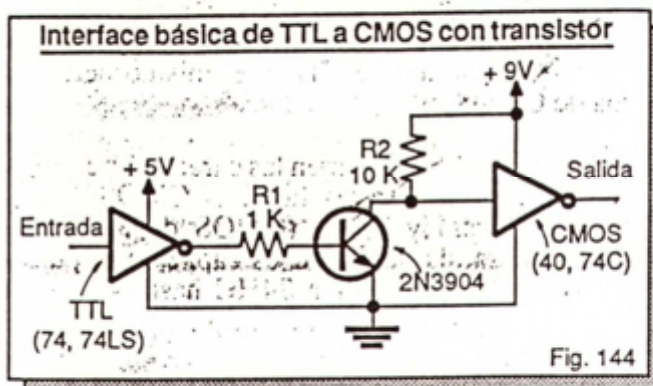 Interface básica de TTL a CMOS con transistor
+ 9V
R2
10 K
+ 5V
R1
1 K
Entrada
Salida
CMOS
(40, 74C)
2N3904
TTL
(74, 74LS)
Fig. 144